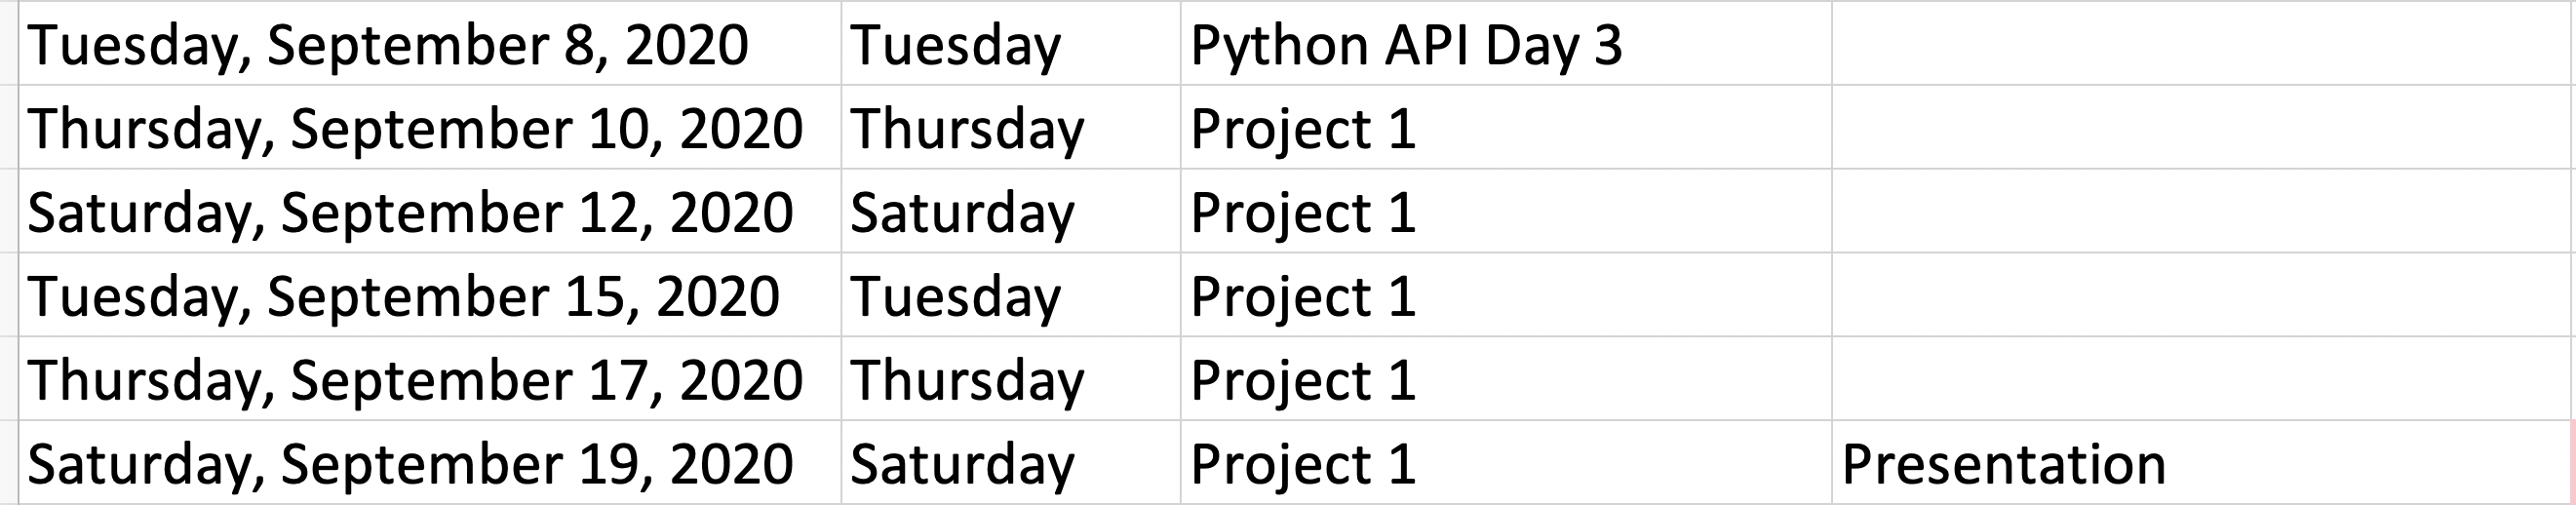 Tuesday, September 8, 2020 Tuesday Python API Day 3
Thursday, September 10, 2020 Thursday Project 1
Saturday, September 12, 2020 Saturday Project 1
Tuesday, September 15, 2020 Tuesday Project 1
Thursday, September 17, 2020 Thursday Project 1
Saturday, September 19, 2020 Saturday Project 1 Presentation